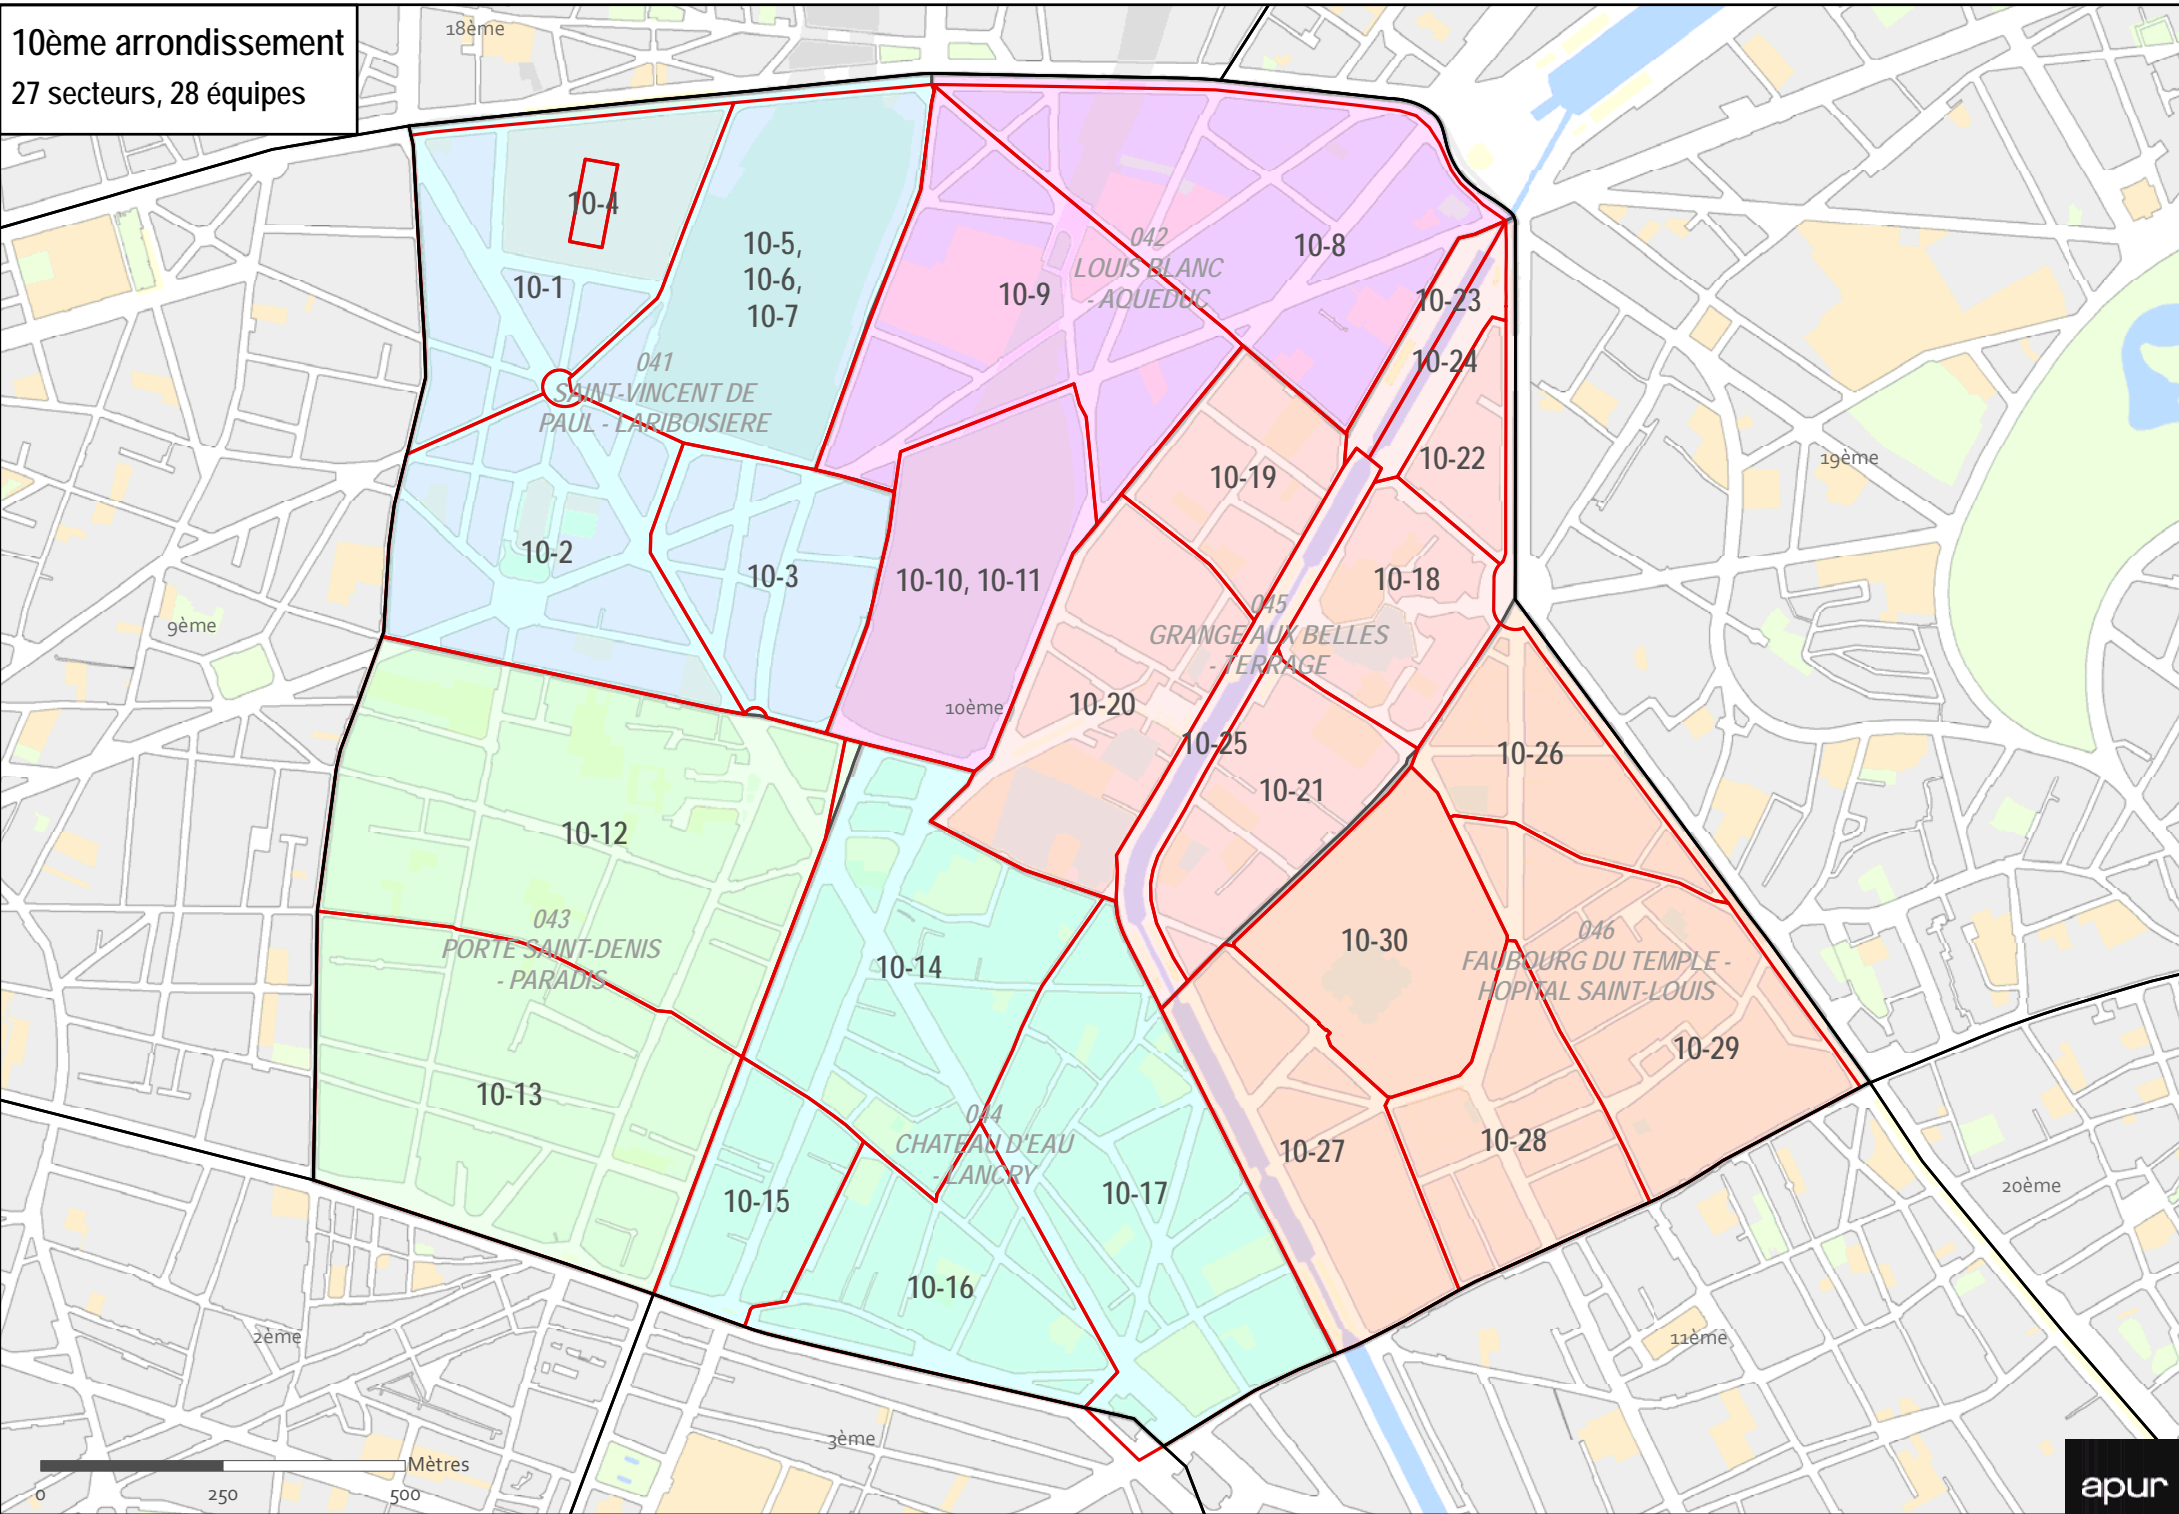 10ème arrondissement
27 secteurs, 28 équipes
18ème
10-4
10-5,
10-6,
10-7
10-1
042
LOUIS BLANC
- AQUEDUC
10-8
10-9
10-23
10-24
041
SAINT-VINCENT DE
PAUL - LARIBOISIERE
10-22
19ème
10-19
10-2
10-3
10-10, 10-11
10-18
045
GRANGE AUX BELLES
- TERRAGE
9ème
10ème
10-20
10-25
10-21
10-26
10-12
043
PORTE SAINT-DENIS
- PARADIS
10-14
10-30
046
FAUBOURG DU TEMPLE -
HOPITAL SAINT-LOUIS
10-29
10-13
044
CHATEAU D'EAU
- LANCRY
10-27
10-28
10-15
10-17
20ème
10-16
2ème
11ème
3ème
Mètres
0
250
500
apur